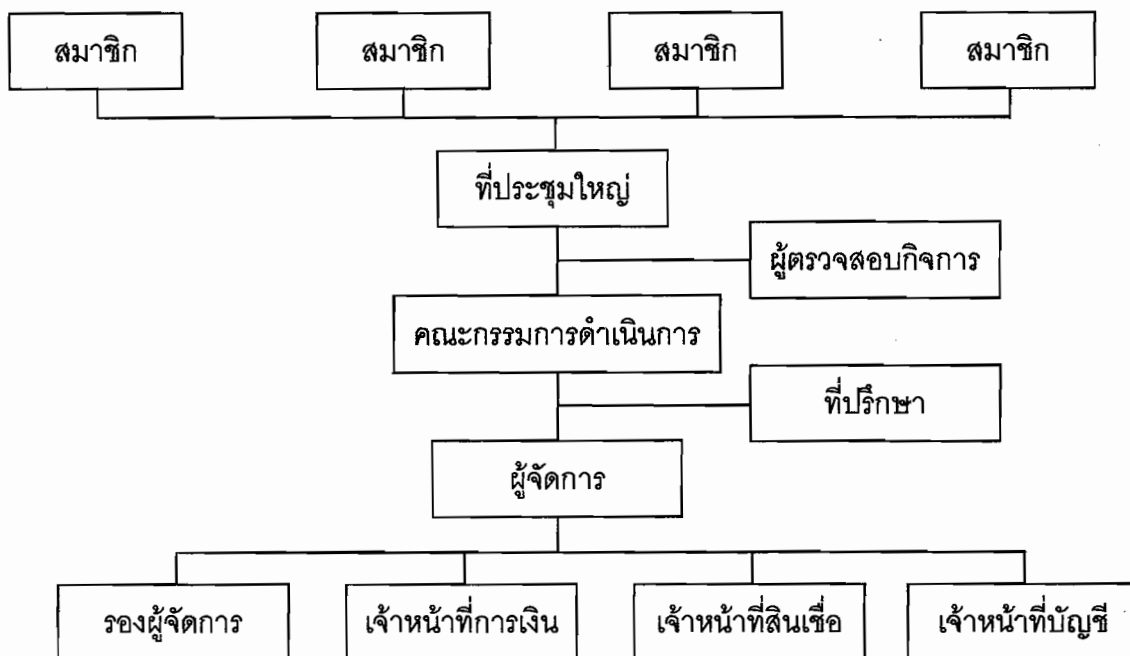 สมาชิก
สมาชิก
สมาชิก
สมาชิก
ที่ประชุมใหญ่
ผู้ตรวจสอบกิจการ
คณะกรรมการดำเนินการ
ที่ปรึกษา
ผู้จัดการ
รองผู้จัดการ
เจ้าหน้าที่การเงิน
เจ้าหน้าที่สินเชื่อ
เจ้าหน้าที่บัญชี